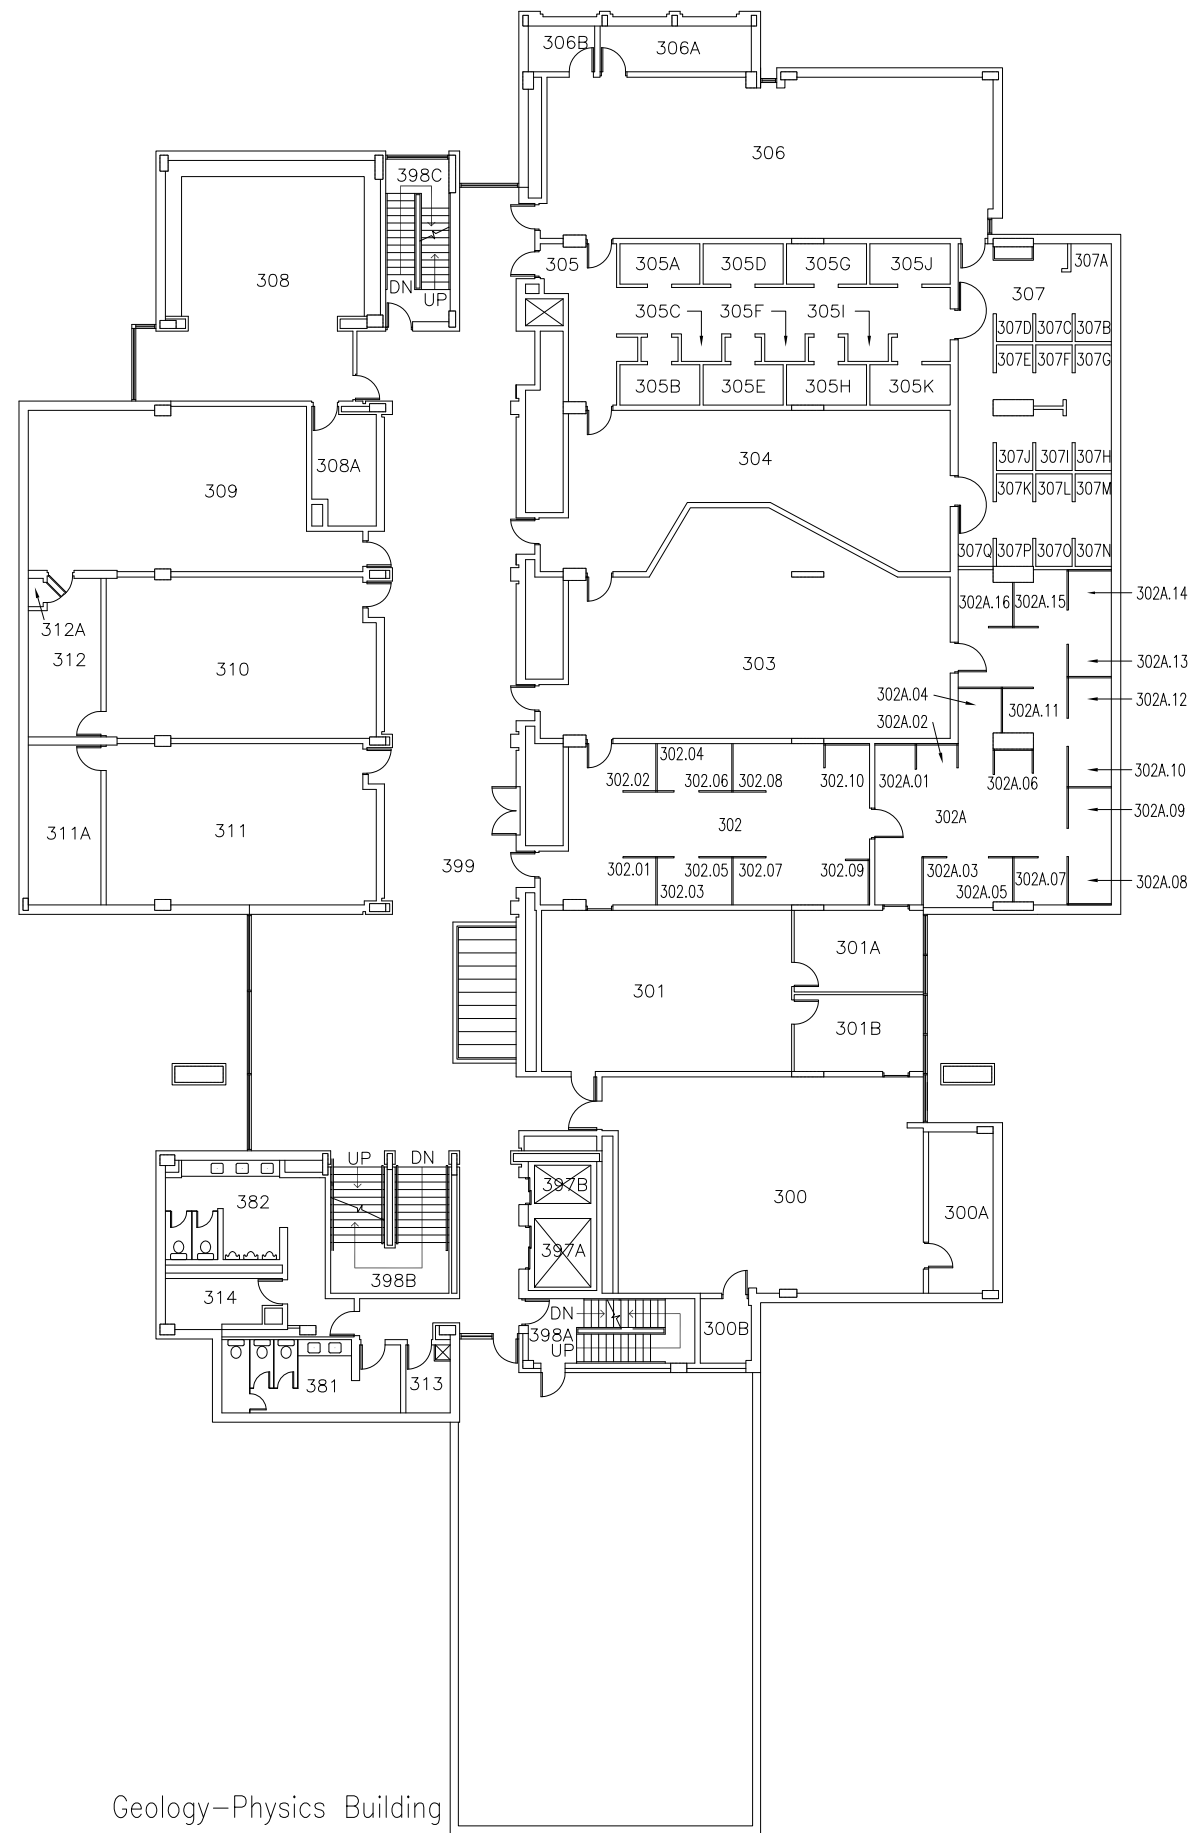 306B
306A
306
398C
DN
UP
308
305
305A
305D
305G
305J
307A
307
305C
305F
305I
307D
307C
307B
307E
307F
307G
305B
305E
305H
305K
308A
309
304
307J
307I
307H
307K
307L
307M
307Q
307P
307O
307N
312A
312
310
303
302A.16
302A.15
302A.14
302A.13
302A.04
302A.11
302A.12
302A.02
302.04
302.02
302.06
302.08
302.10
302A.01
302A.06
302A.10
311A
311
302
302A
302A.09
399
302.01
302.05
302.07
302.09
302A.03
302A.07
302.03
302A.05
302A.08
301
301A
301B
UP
DN
382
397B
397A
398B
300
300A
314
DN
398A
UP
300B
381
313
Geology-Physics Building